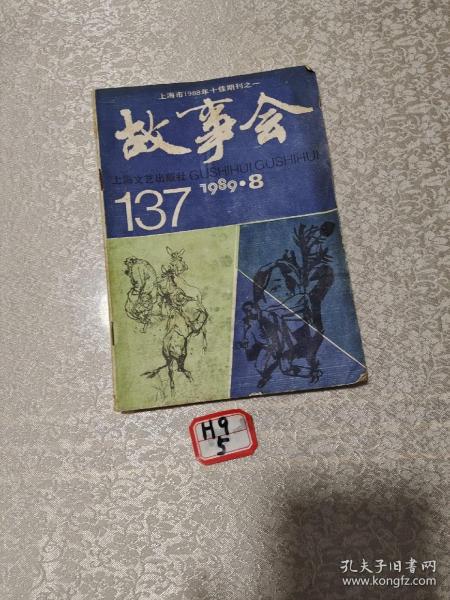 上海市1988年十佳期刊之一
故事会
上海文艺出版社 GUSHIHUI GUSHIHUI
137 1989·8
H9
5
孔夫子旧书网
www.kongfz.com